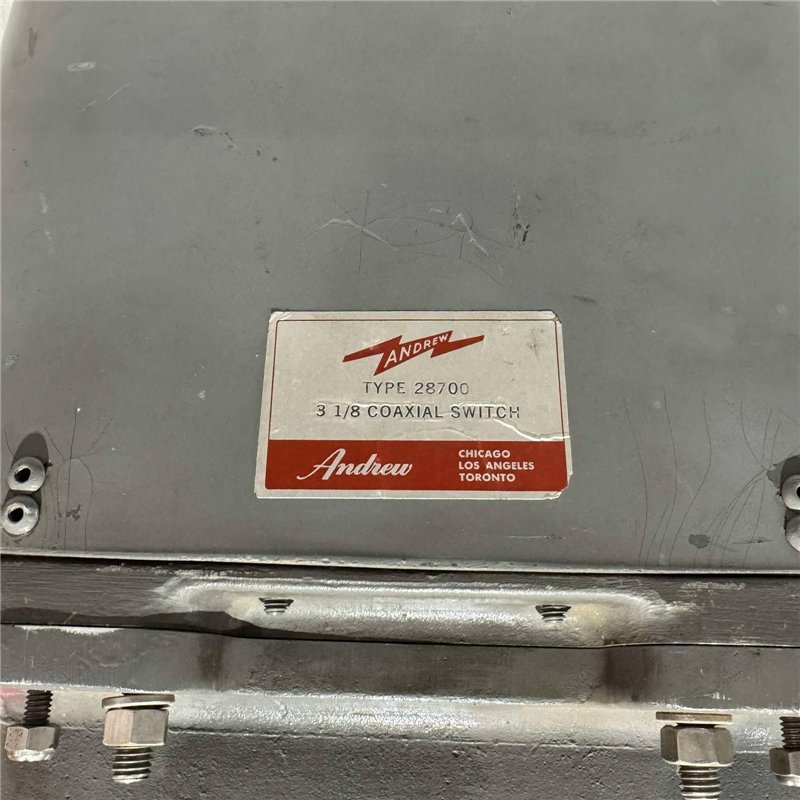 ANDREW
TYPE 28700
3 1/8 COAXIAL SWITCH
Andrew
CHICAGO
LOS ANGELES
TORONTO